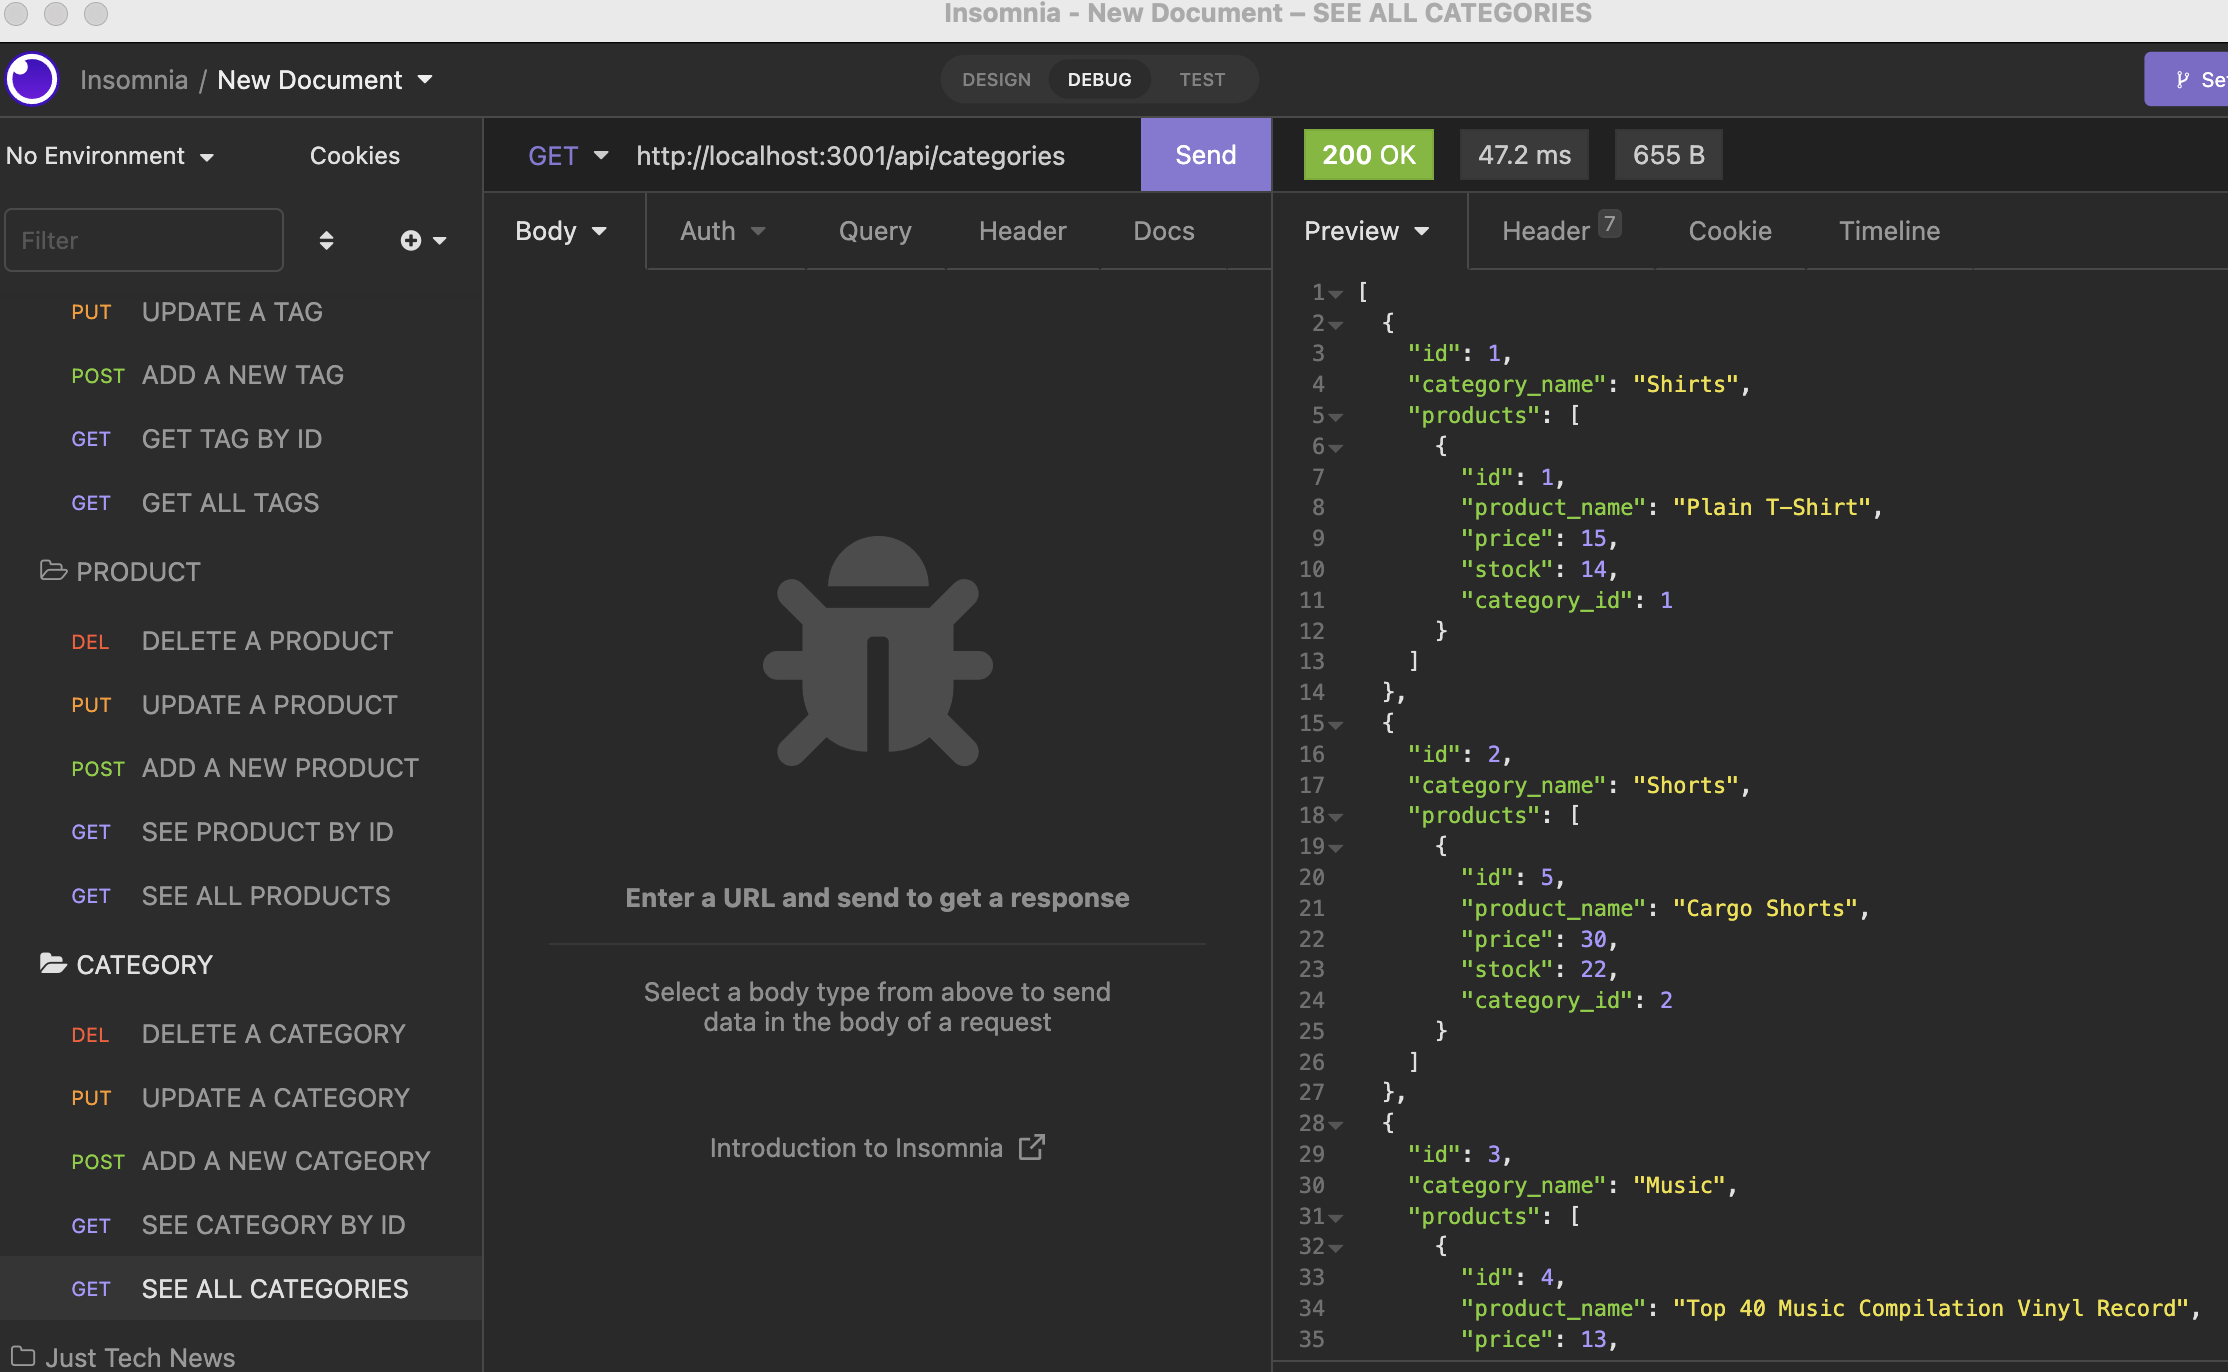 Insomnia - New Document – SEE ALL CATEGORIES
Insomnia / New Document
DESIGN DEBUG TEST
No Environment Cookies
Filter
PUT UPDATE A TAG
POST ADD A NEW TAG
GET GET TAG BY ID
GET GET ALL TAGS
PRODUCT
DEL DELETE A PRODUCT
PUT UPDATE A PRODUCT
POST ADD A NEW PRODUCT
GET SEE PRODUCT BY ID
GET SEE ALL PRODUCTS
CATEGORY
DEL DELETE A CATEGORY
PUT UPDATE A CATEGORY
POST ADD A NEW CATGEORY
GET SEE CATEGORY BY ID
GET SEE ALL CATEGORIES
Just Tech News
GET http://localhost:3001/api/categories Send
Body Auth Query Header Docs
Enter a URL and send to get a response
Select a body type from above to send
data in the body of a request
Introduction to Insomnia
200 OK 47.2 ms 655 B
Preview Header 7 Cookie Timeline
1 [
2 {
3 "id": 1,
4 "category_name": "Shirts",
5 "products": [
6 {
7 "id": 1,
8 "product_name": "Plain T-Shirt",
9 "price": 15,
10 "stock": 14,
11 "category_id": 1
12 }
13 ]
14 },
15 {
16 "id": 2,
17 "category_name": "Shorts",
18 "products": [
19 {
20 "id": 5,
21 "product_name": "Cargo Shorts",
22 "price": 30,
23 "stock": 22,
24 "category_id": 2
25 }
26 ]
27 },
28 {
29 "id": 3,
30 "category_name": "Music",
31 "products": [
32 {
33 "id": 4,
34 "product_name": "Top 40 Music Compilation Vinyl Record",
35 "price": 13,